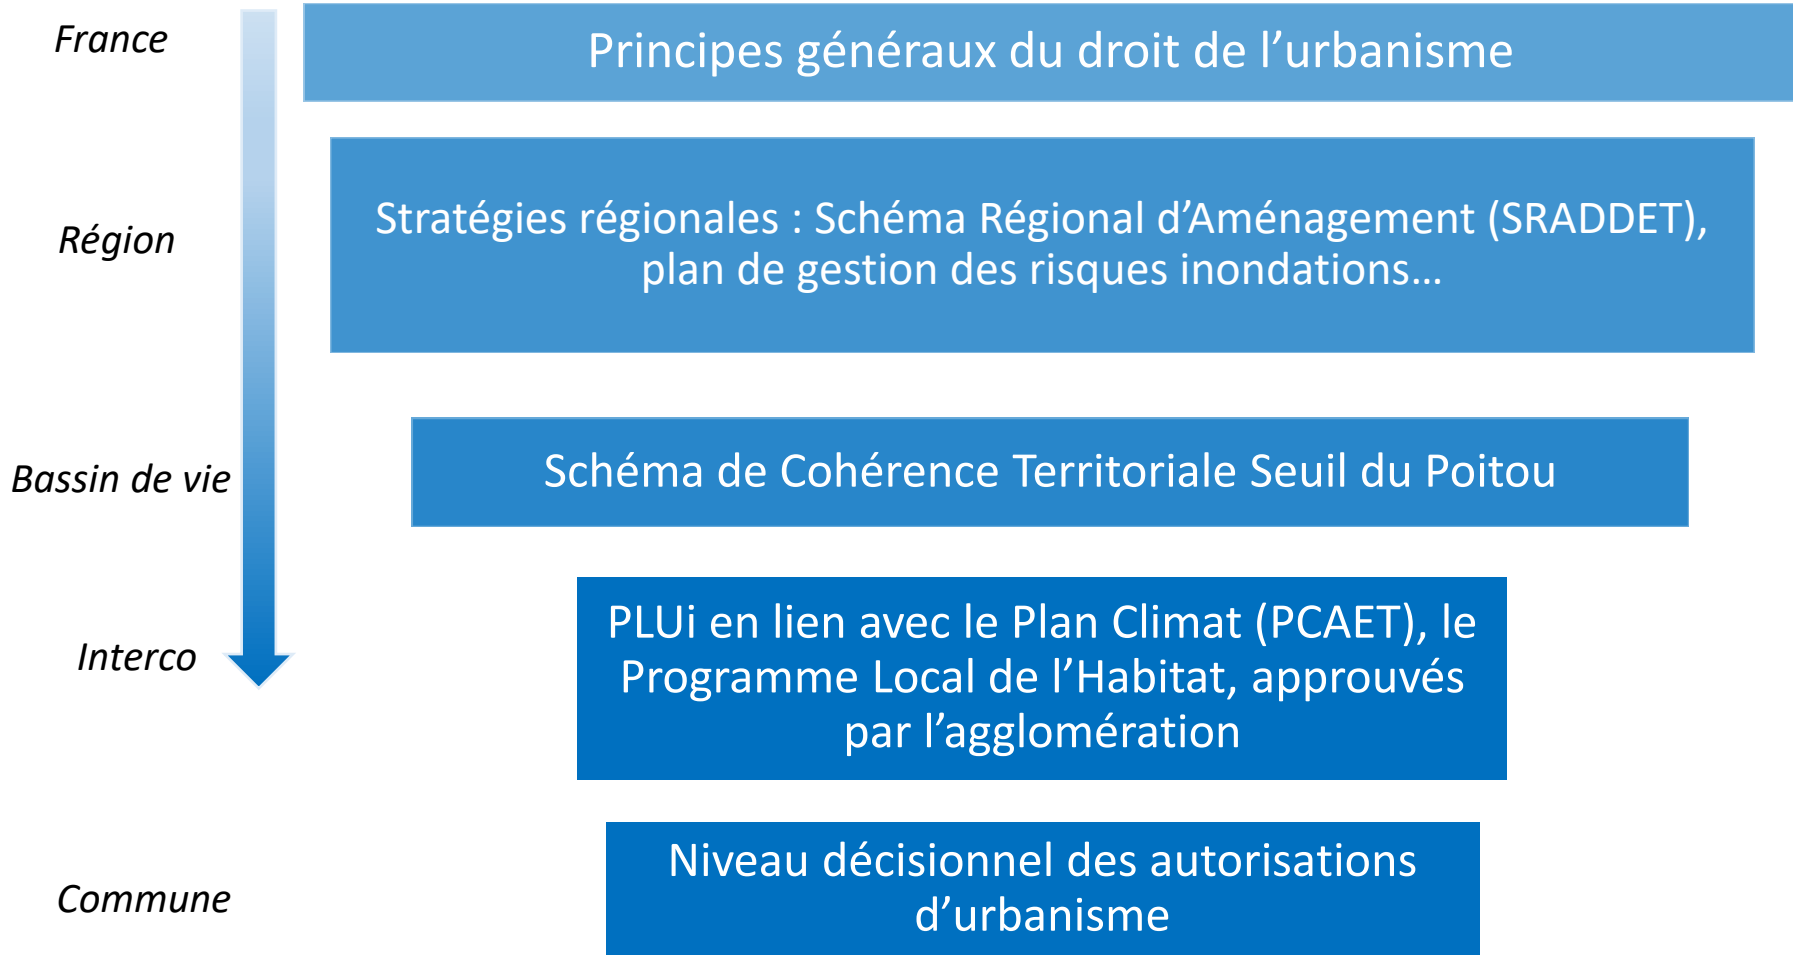 France
Principes généraux du droit de l’urbanisme
Région
Stratégies régionales : Schéma Régional d’Aménagement (SRADDET),
plan de gestion des risques inondations…
Bassin de vie
Schéma de Cohérence Territoriale Seuil du Poitou
Interco
PLUi en lien avec le Plan Climat (PCAET), le
Programme Local de l’Habitat, approuvés
par l’agglomération
Commune
Niveau décisionnel des autorisations
d’urbanisme